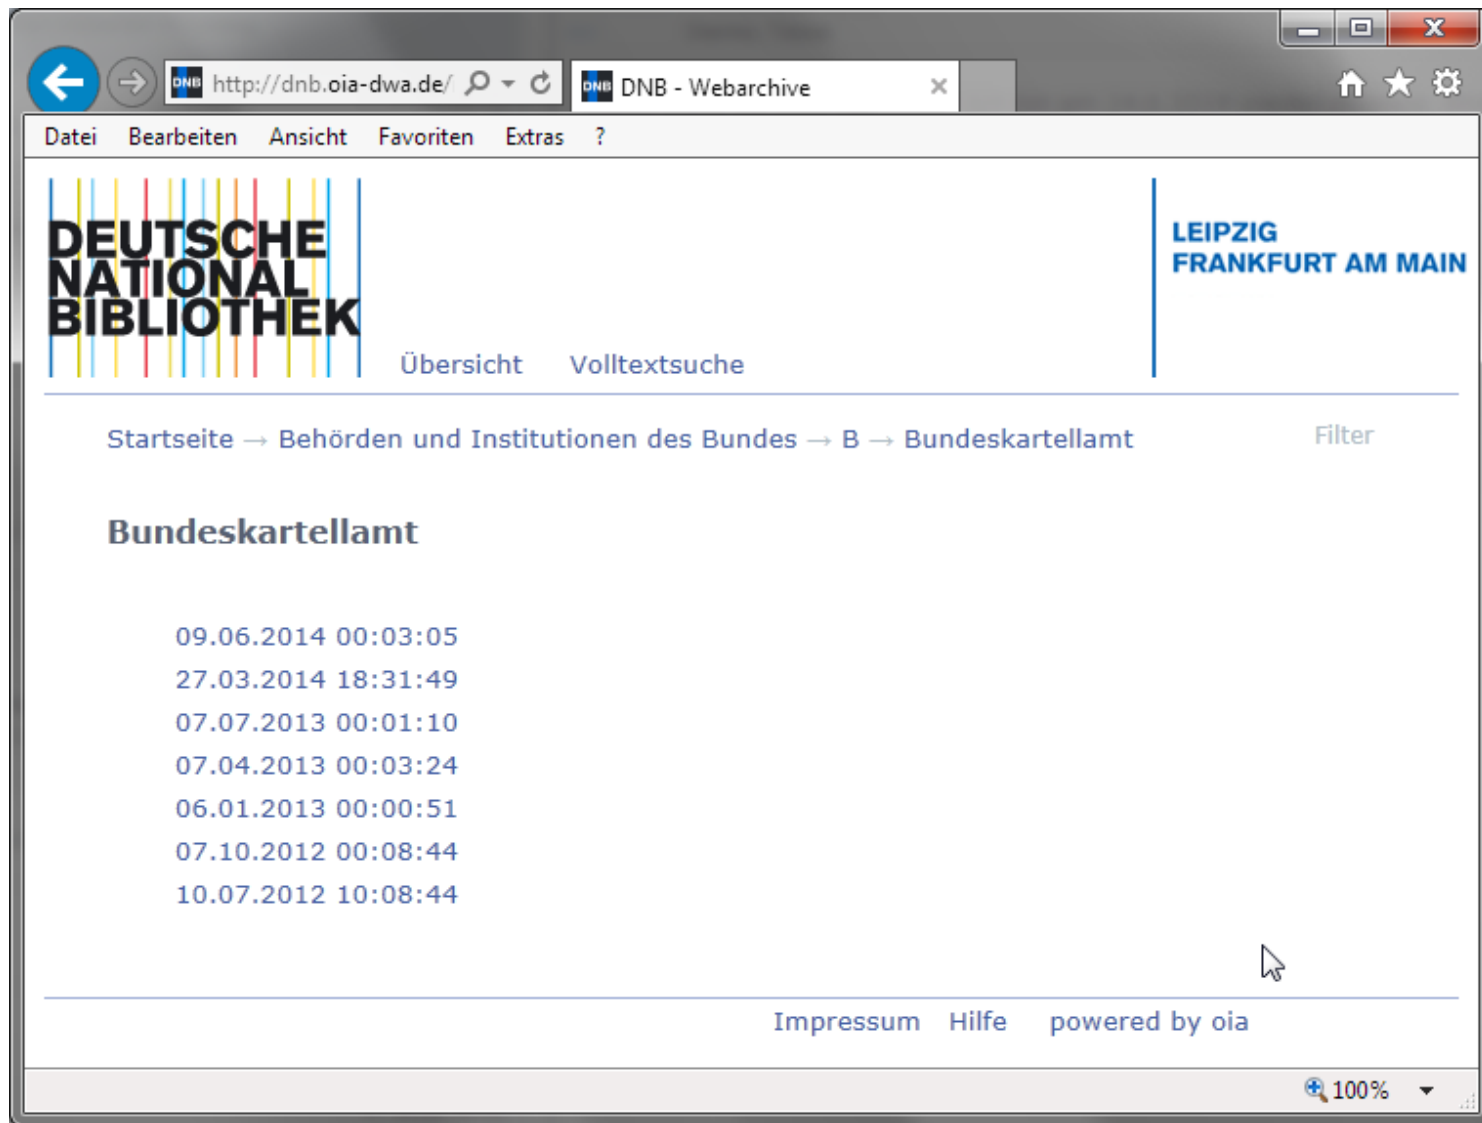 http://dnb.oia-dwa.de/
DNB - Webarchive
Datei Bearbeiten Ansicht Favoriten Extras ?
DEUTSCHE
NATIONAL
BIBLIOTHEK
LEIPZIG
FRANKFURT AM MAIN
Übersicht Volltextsuche
Startseite → Behörden und Institutionen des Bundes → B → Bundeskartellamt Filter
Bundeskartellamt
09.06.2014 00:03:05
27.03.2014 18:31:49
07.07.2013 00:01:10
07.04.2013 00:03:24
06.01.2013 00:00:51
07.10.2012 00:08:44
10.07.2012 10:08:44
Impressum Hilfe powered by oia
100%